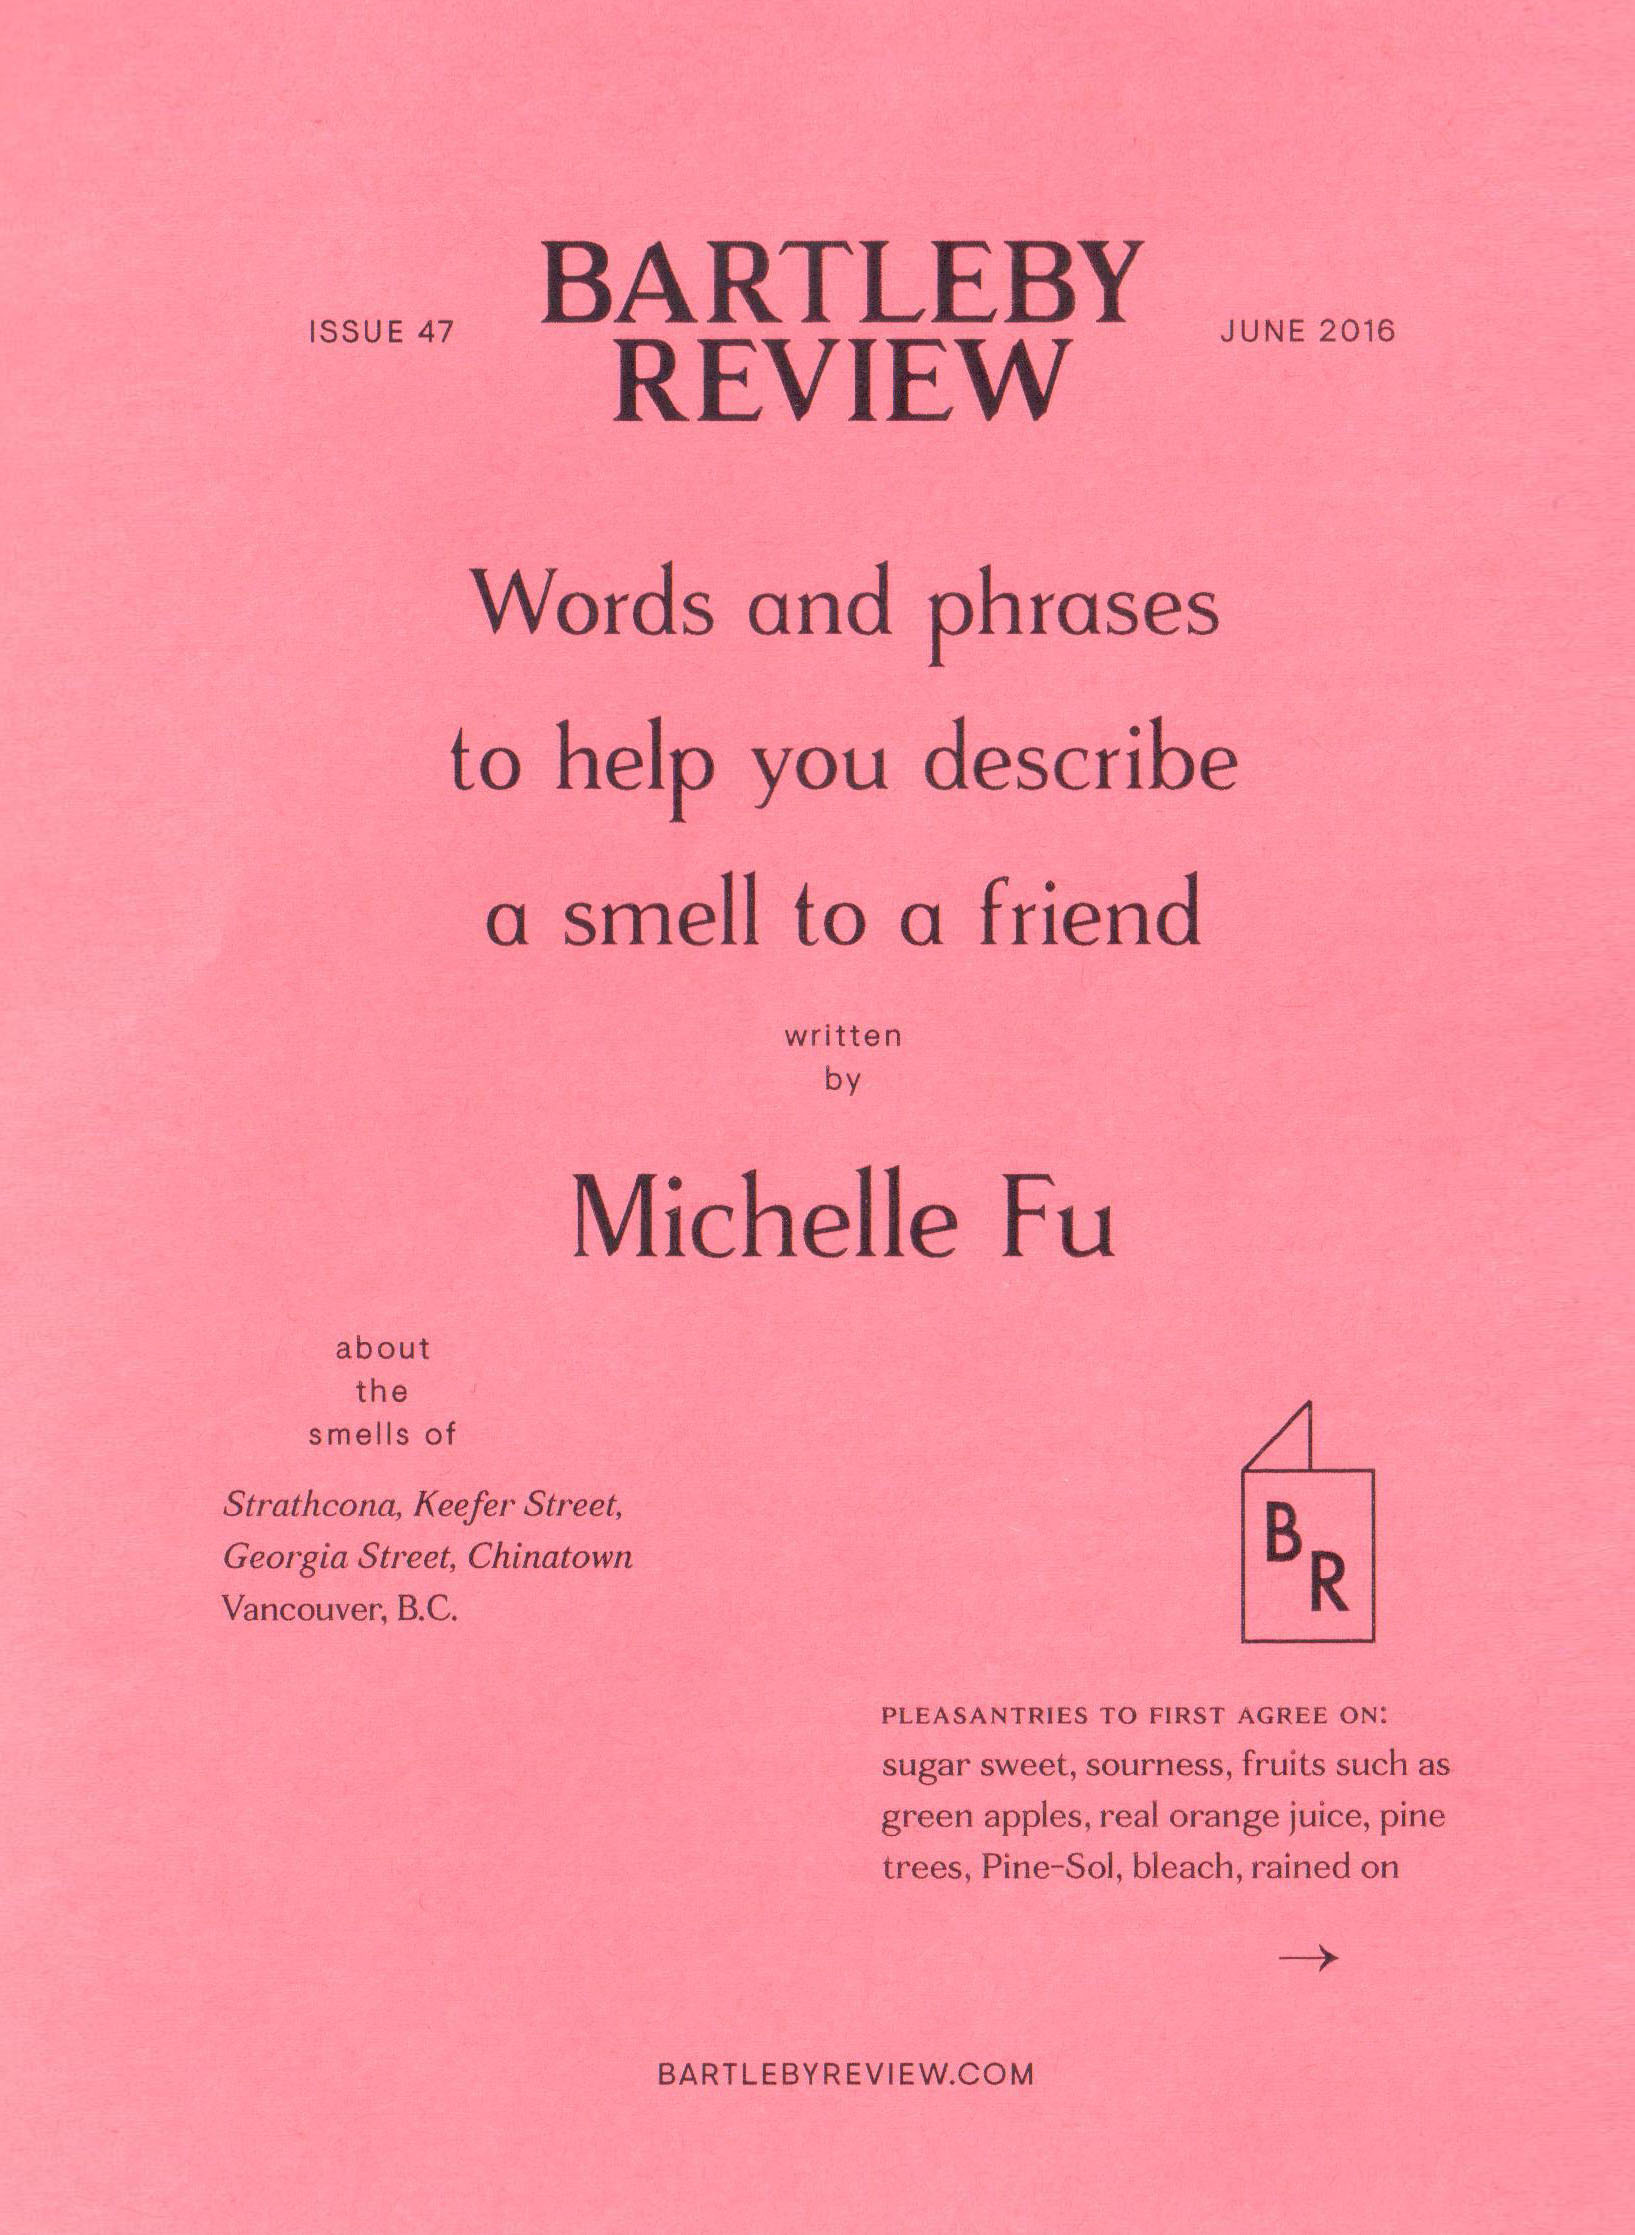 ISSUE 47
BARTLEBY
REVIEW
JUNE 2016
Words and phrases
to help you describe
a smell to a friend
written
by
Michelle Fu
about
the
smells of
Strathcona, Keefer Street,
Georgia Street, Chinatown
Vancouver, B.C.
B
R
PLEASANTRIES TO FIRST AGREE ON:
sugar sweet, sourness, fruits such as
green apples, real orange juice, pine
trees, Pine-Sol, bleach, rained on
→
BARTLEBYREVIEW.COM